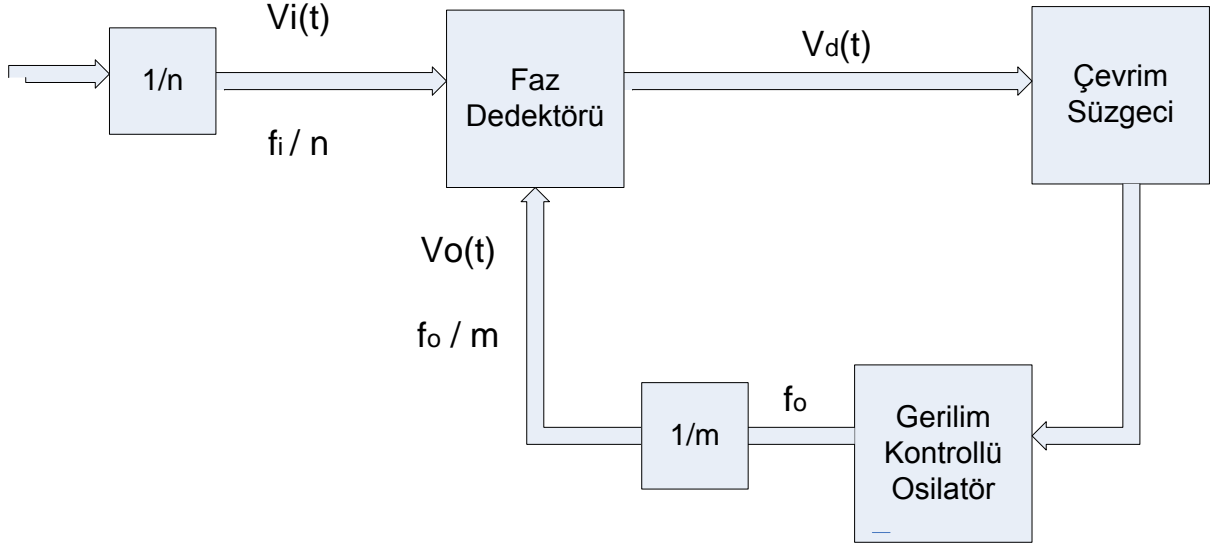 Vi(t)
1/n
fi / n
Faz
Dedektörü
Vd(t)
Çevrim
Süzgeci
Vo(t)
fo / m
1/m
fo
Gerilim
Kontrollü
Osilatör